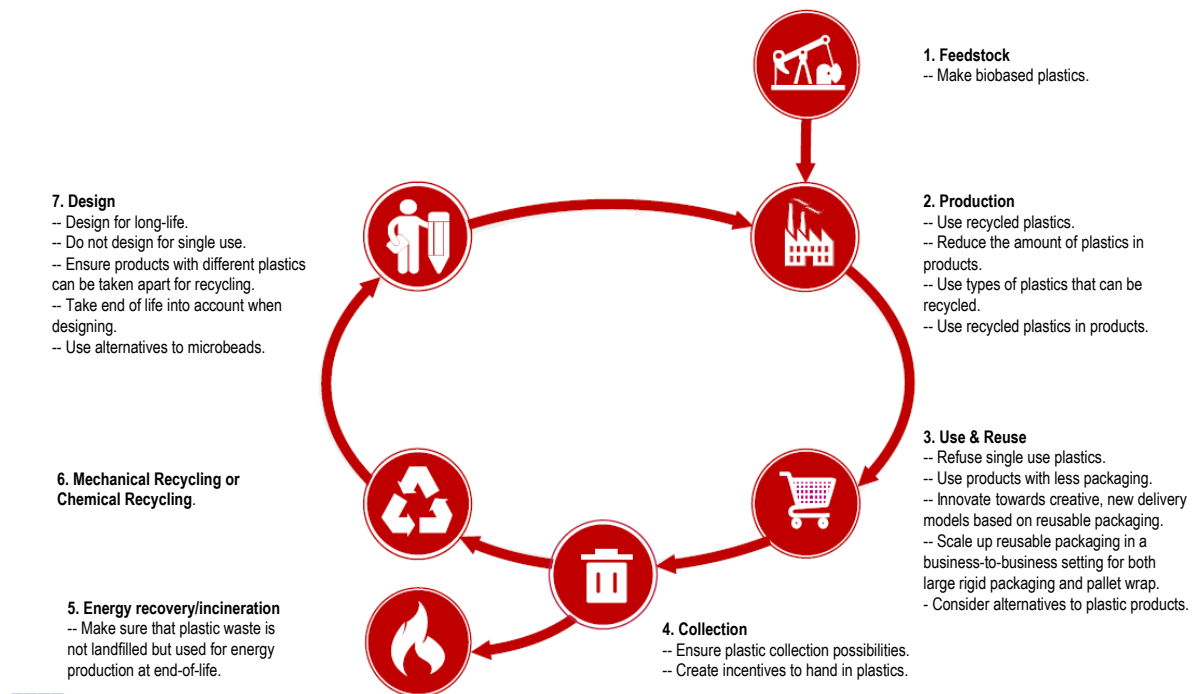 1. Feedstock
-- Make biobased plastics.
7. Design
-- Design for long-life.
-- Do not design for single use.
-- Ensure products with different plastics
can be taken apart for recycling.
-- Take end of life into account when
designing.
-- Use alternatives to microbeads.
2. Production
-- Use recycled plastics.
-- Reduce the amount of plastics in
products.
-- Use types of plastics that can be
recycled.
-- Use recycled plastics in products.
3. Use & Reuse
-- Refuse single use plastics.
-- Use products with less packaging.
-- Innovate towards creative, new delivery
models based on reusable packaging.
-- Scale up reusable packaging in a
business-to-business setting for both
large rigid packaging and pallet wrap.
- Consider alternatives to plastic products.
6. Mechanical Recycling or
Chemical Recycling.
5. Energy recovery/incineration
-- Make sure that plastic waste is
not landfilled but used for energy
production at end-of-life.
4. Collection
-- Ensure plastic collection possibilities.
-- Create incentives to hand in plastics.